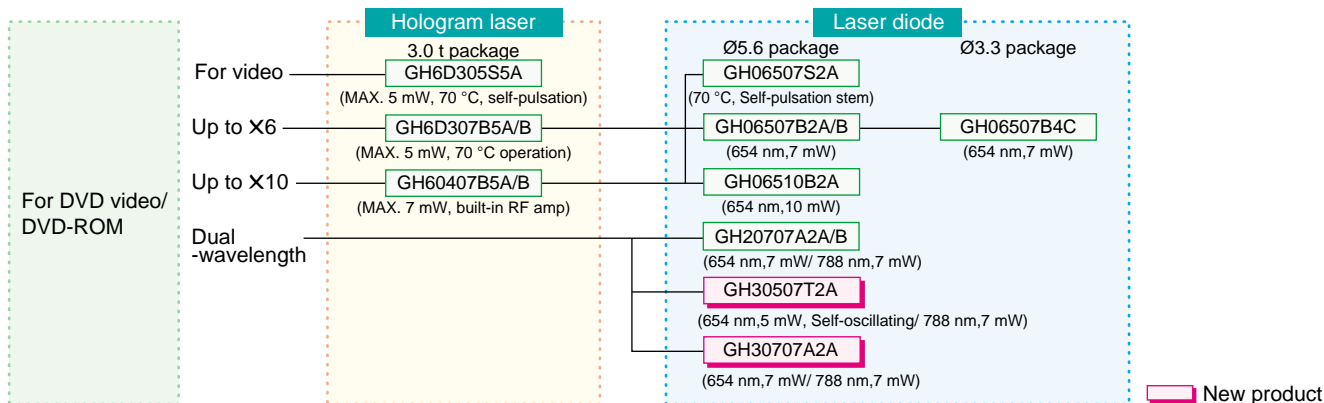 Hologram laser
Laser diode
3.0 t package
Ø5.6 package
Ø3.3 package
For DVD video/
DVD-ROM
For video
GH6D305S5A
(MAX. 5 mW, 70 °C, self-pulsation)
GH06507S2A
(70 °C, Self-pulsation stem)
Up to X6
GH6D307B5A/B
(MAX. 5 mW, 70 °C operation)
GH06507B2A/B
(654 nm,7 mW)
GH06507B4C
(654 nm,7 mW)
Up to X10
GH60407B5A/B
(MAX. 7 mW, built-in RF amp)
GH06510B2A
(654 nm,10 mW)
Dual
-wavelength
GH20707A2A/B
(654 nm,7 mW/ 788 nm,7 mW)
GH30507T2A
(654 nm,5 mW, Self-oscillating/ 788 nm,7 mW)
GH30707A2A
(654 nm,7 mW/ 788 nm,7 mW)
New product